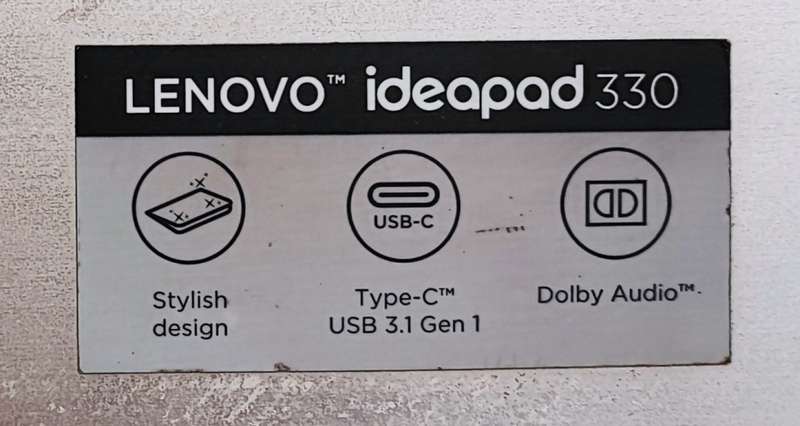 LENOVO™ ideapad 330
USB-C
Stylish
design
Type-C™
USB 3.1 Gen 1
Dolby Audio™